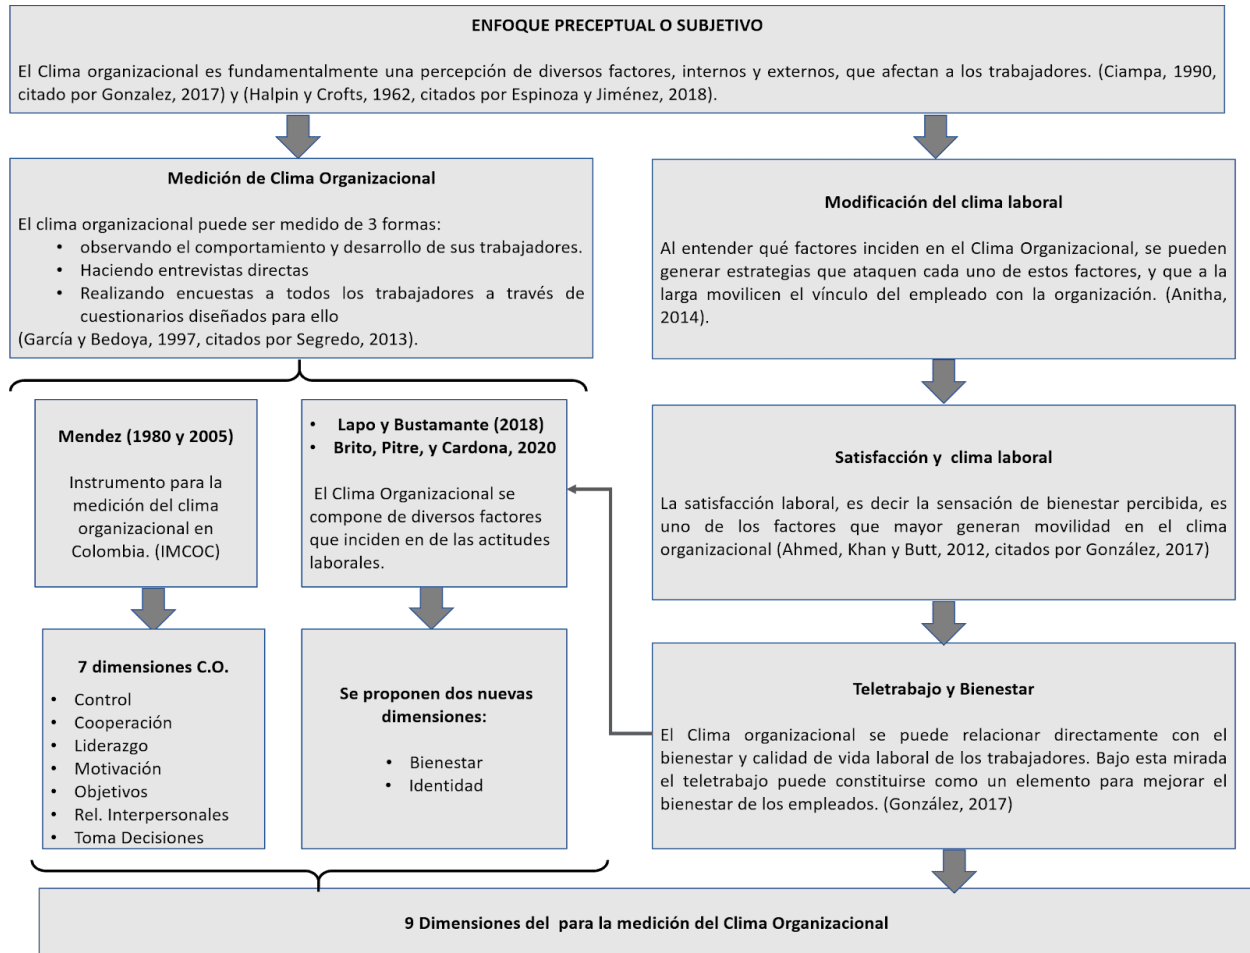 ENFOQUE PRECEPTUAL O SUBJETIVO
El Clima organizacional es fundamentalmente una percepción de diversos factores, internos y externos, que afectan a los trabajadores. (Ciampa, 1990,
citado por Gonzalez, 2017) y (Halpin y Crofts, 1962, citados por Espinoza y Jiménez, 2018).
Medición de Clima Organizacional
El clima organizacional puede ser medido de 3 formas:
• observando el comportamiento y desarrollo de sus trabajadores.
• Haciendo entrevistas directas
• Realizando encuestas a todos los trabajadores a través de
cuestionarios diseñados para ello
(García y Bedoya, 1997, citados por Segredo, 2013).
Mendez (1980 y 2005)
Instrumento para la
medición del clima
organizacional en
Colombia. (IMCOC)
• Lapo y Bustamante (2018)
• Brito, Pitre, y Cardona, 2020
El Clima Organizacional se
compone de diversos factores
que inciden en de las actitudes
laborales.
7 dimensiones C.O.
• Control
• Cooperación
• Liderazgo
• Motivación
• Objetivos
• Rel. Interpersonales
• Toma Decisiones
Se proponen dos nuevas
dimensiones:
• Bienestar
• Identidad
Modificación del clima laboral
Al entender qué factores inciden en el Clima Organizacional, se pueden
generar estrategias que ataquen cada uno de estos factores, y que a la
larga movilicen el vínculo del empleado con la organización. (Anitha,
2014).
Satisfacción y clima laboral
La satisfacción laboral, es decir la sensación de bienestar percibida, es
uno de los factores que mayor generan movilidad en el clima
organizacional (Ahmed, Khan y Butt, 2012, citados por González, 2017)
Teletrabajo y Bienestar
El Clima organizacional se puede relacionar directamente con el
bienestar y calidad de vida laboral de los trabajadores. Bajo esta mirada
el teletrabajo puede constituirse como un elemento para mejorar el
bienestar de los empleados. (González, 2017)
9 Dimensiones del para la medición del Clima Organizacional